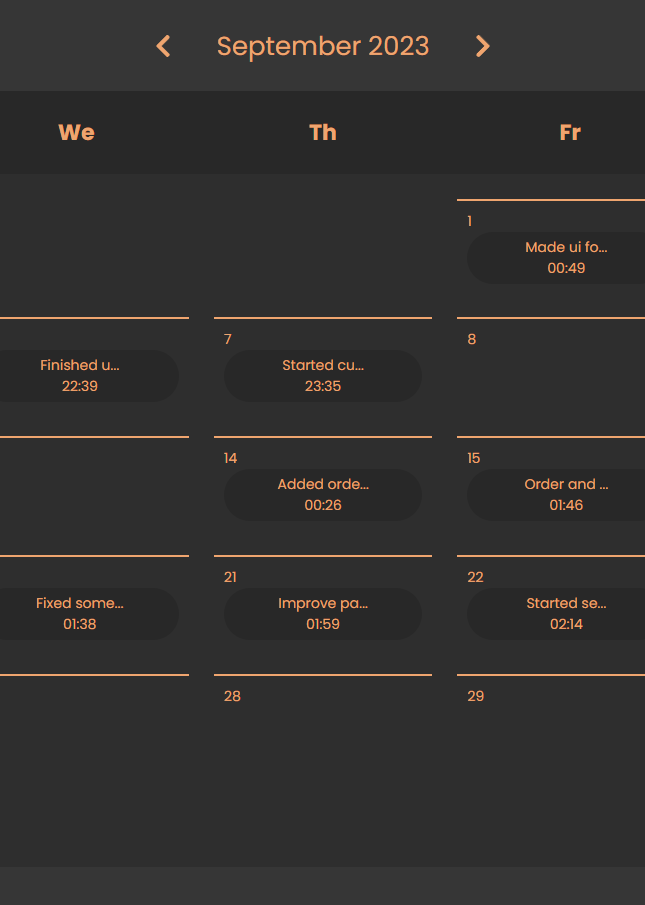 September 2023
We Th Fr
1
Made ui fo...
00:49
7 8
Finished u... Started cu...
22:39 23:35
14 15
Added orde... Order and ...
00:26 01:46
21 22
Fixed some... Improve pa... Started se...
01:38 01:59 02:14
28 29